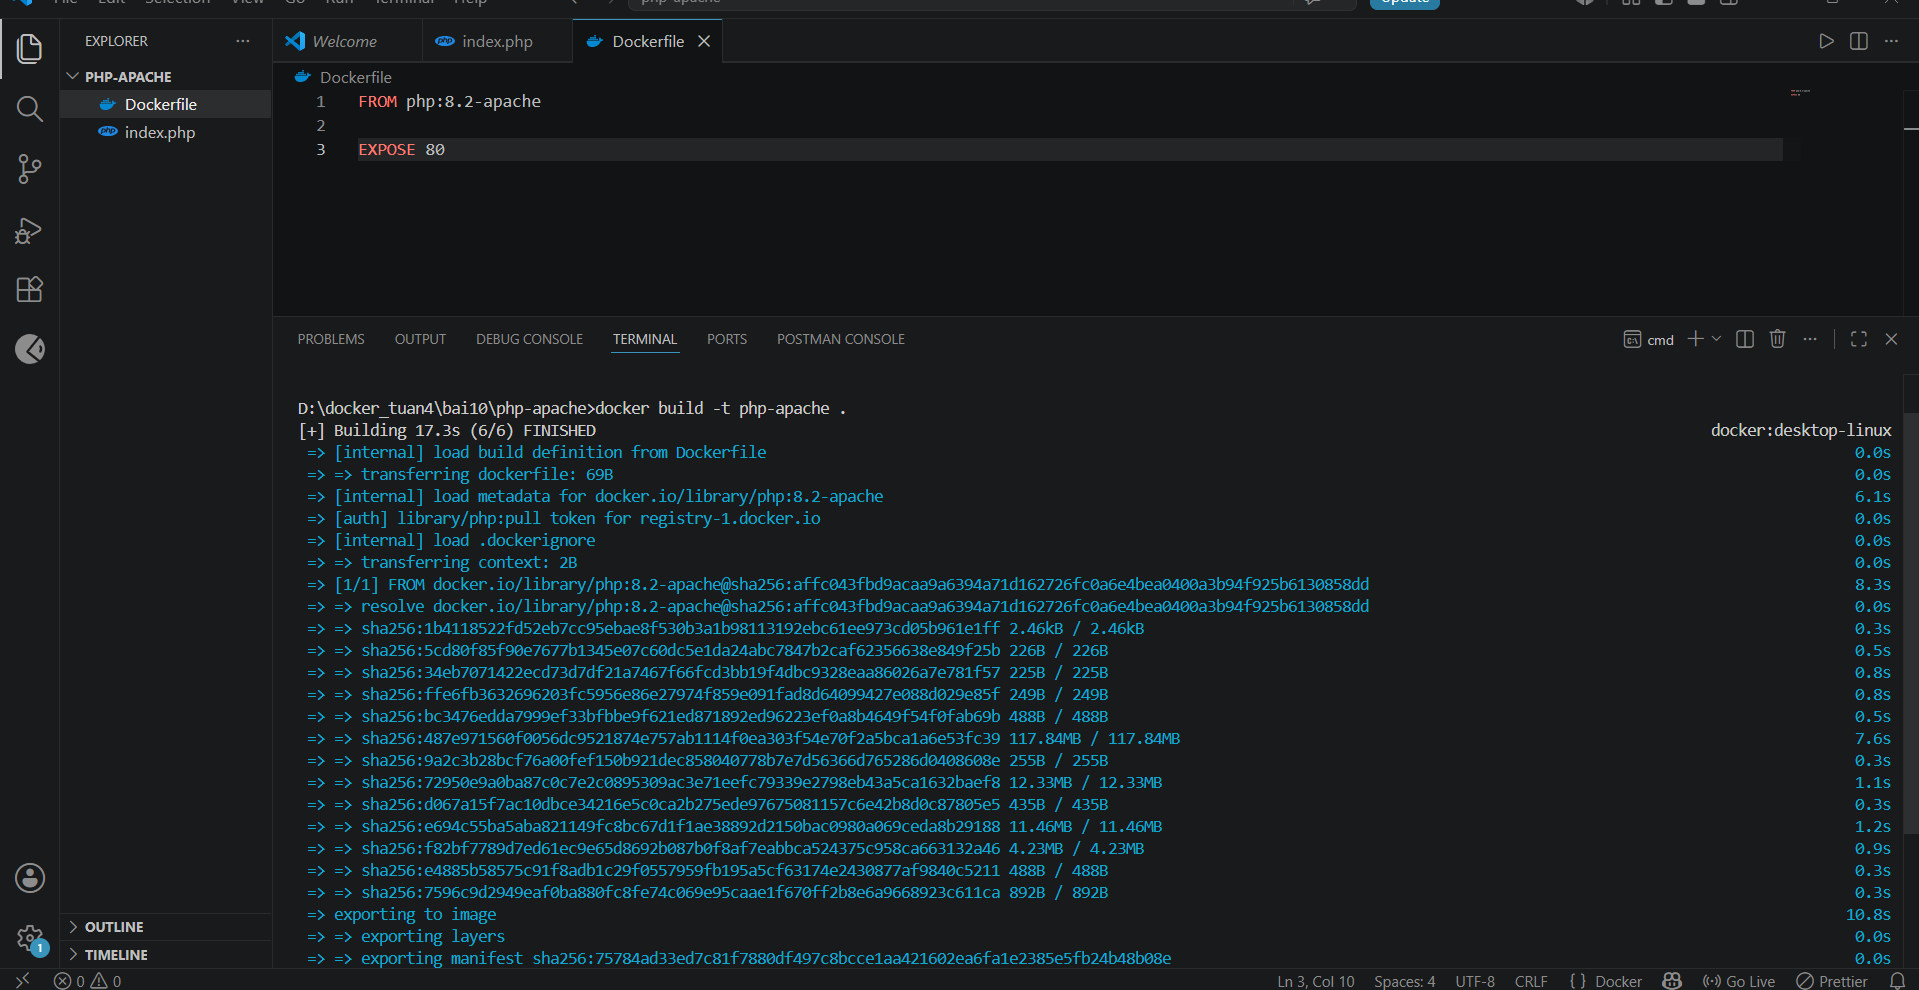 File Edit Selection View Go Run Terminal Help php-apache Update
EXPLORER
Welcome
index.php
Dockerfile
PHP-APACHE
Dockerfile
index.php
Dockerfile
1 FROM php:8.2-apache
2
3 EXPOSE 80
PROBLEMS OUTPUT DEBUG CONSOLE TERMINAL PORTS POSTMAN CONSOLE
cmd
D:\docker_tuan4\bai10\php-apache>docker build -t php-apache .
[+] Building 17.3s (6/6) FINISHED docker:desktop-linux
=> [internal] load build definition from Dockerfile 0.0s
=> => transferring dockerfile: 69B 0.0s
=> [internal] load metadata for docker.io/library/php:8.2-apache 6.1s
=> [auth] library/php:pull token for registry-1.docker.io 0.0s
=> [internal] load .dockerignore 0.0s
=> => transferring context: 2B 0.0s
=> [1/1] FROM docker.io/library/php:8.2-apache@sha256:affc043fbd9acaa9a6394a71d162726fc0a6e4bea0400a3b94f925b6130858dd 8.3s
=> => resolve docker.io/library/php:8.2-apache@sha256:affc043fbd9acaa9a6394a71d162726fc0a6e4bea0400a3b94f925b6130858dd 0.0s
=> => sha256:1b4118522fd52eb7cc95ebae8f530b3a1b98113192ebc61ee973cd05b961e1ff 2.46kB / 2.46kB 0.3s
=> => sha256:5cd80f85f90e7677b1345e07c60dc5e1da24abc7847b2caf62356638e849f25b 226B / 226B 0.5s
=> => sha256:34eb7071422ecd73d7df21a7467f66fcd3bb19f4dbc9328eaa86026a7e781f57 225B / 225B 0.8s
=> => sha256:ffe6fb3632696203fc5956e86e27974f859e091fad8d64099427e088d029e85f 249B / 249B 0.8s
=> => sha256:bc3476edda7999ef33bfbbe9f621ed871892ed96223ef0a8b4649f54f0fab69b 488B / 488B 0.5s
=> => sha256:487e971560f0056dc9521874e757ab1114f0ea303f54e70f2a5bca1a6e53fc39 117.84MB / 117.84MB 7.6s
=> => sha256:9a2c3b28bcf76a00fef150b921dec858040778b7e7d56366d765286d0408608e 255B / 255B 0.3s
=> => sha256:72950e9a0ba87c0c7e2c0895309ac3e71eefc79339e2798eb43a5ca1632baef8 12.33MB / 12.33MB 1.1s
=> => sha256:d067a15f7ac10dbce34216e5c0ca2b275ede97675081157c6e42b8d0c87805e5 435B / 435B 0.3s
=> => sha256:e694c55ba5aba821149fc8bc67d1f1ae38892d2150bac0980a069ceda8b29188 11.46MB / 11.46MB 1.2s
=> => sha256:f82bf7789d7ed61ec9e65d8692b087b0f8af7eabbca524375c958ca663132a46 4.23MB / 4.23MB 0.9s
=> => sha256:e4885b58575c91f8adb1c29f0557959fb195a5cf63174e2430877af9840c5211 488B / 488B 0.3s
=> => sha256:7596c9d2949eaf0ba880fc8fe74c069e95caae1f670ff2b8e6a9668923c611ca 892B / 892B 0.3s
=> exporting to image 10.8s
=> => exporting layers 0.0s
=> => exporting manifest sha256:75784ad33ed7c81f7880df497c8bcce1aa421602ea6fa1e2385e5fb24b48b08e 0.0s
OUTLINE
TIMELINE
1
0 0
Ln 3, Col 10 Spaces: 4 UTF-8 CRLF { } Docker Go Live Prettier